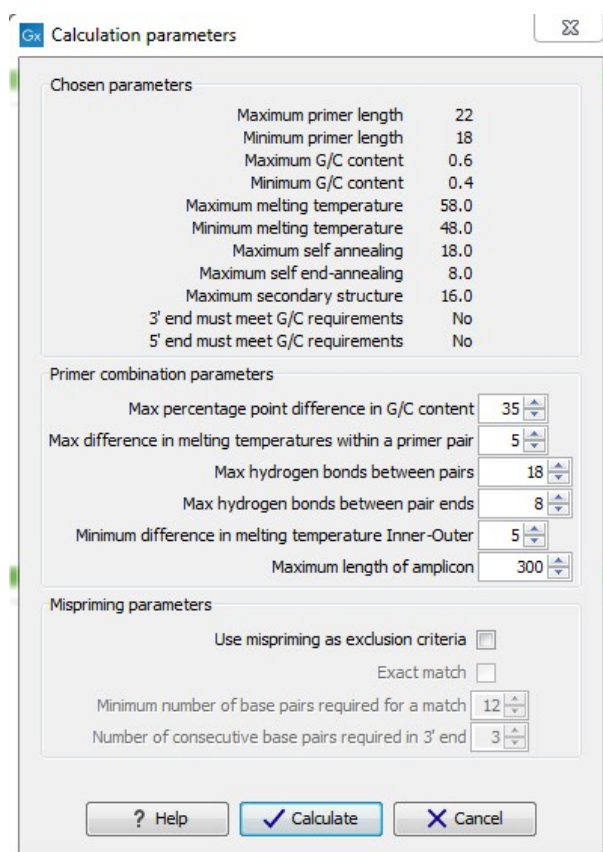 Gx Calculation parameters
Chosen parameters
Maximum primer length 22
Minimum primer length 18
Maximum G/C content 0.6
Minimum G/C content 0.4
Maximum melting temperature 58.0
Minimum melting temperature 48.0
Maximum self annealing 18.0
Maximum self end-annealing 8.0
Maximum secondary structure 16.0
3' end must meet G/C requirements No
5' end must meet G/C requirements No
Primer combination parameters
Max percentage point difference in G/C content 35
Max difference in melting temperatures within a primer pair 5
Max hydrogen bonds between pairs 18
Max hydrogen bonds between pair ends 8
Minimum difference in melting temperature Inner-Outer 5
Maximum length of amplicon 300
Mispriming parameters
Use mispriming as exclusion criteria
Exact match
Minimum number of base pairs required for a match 12
Number of consecutive base pairs required in 3' end 3
? Help Calculate Cancel